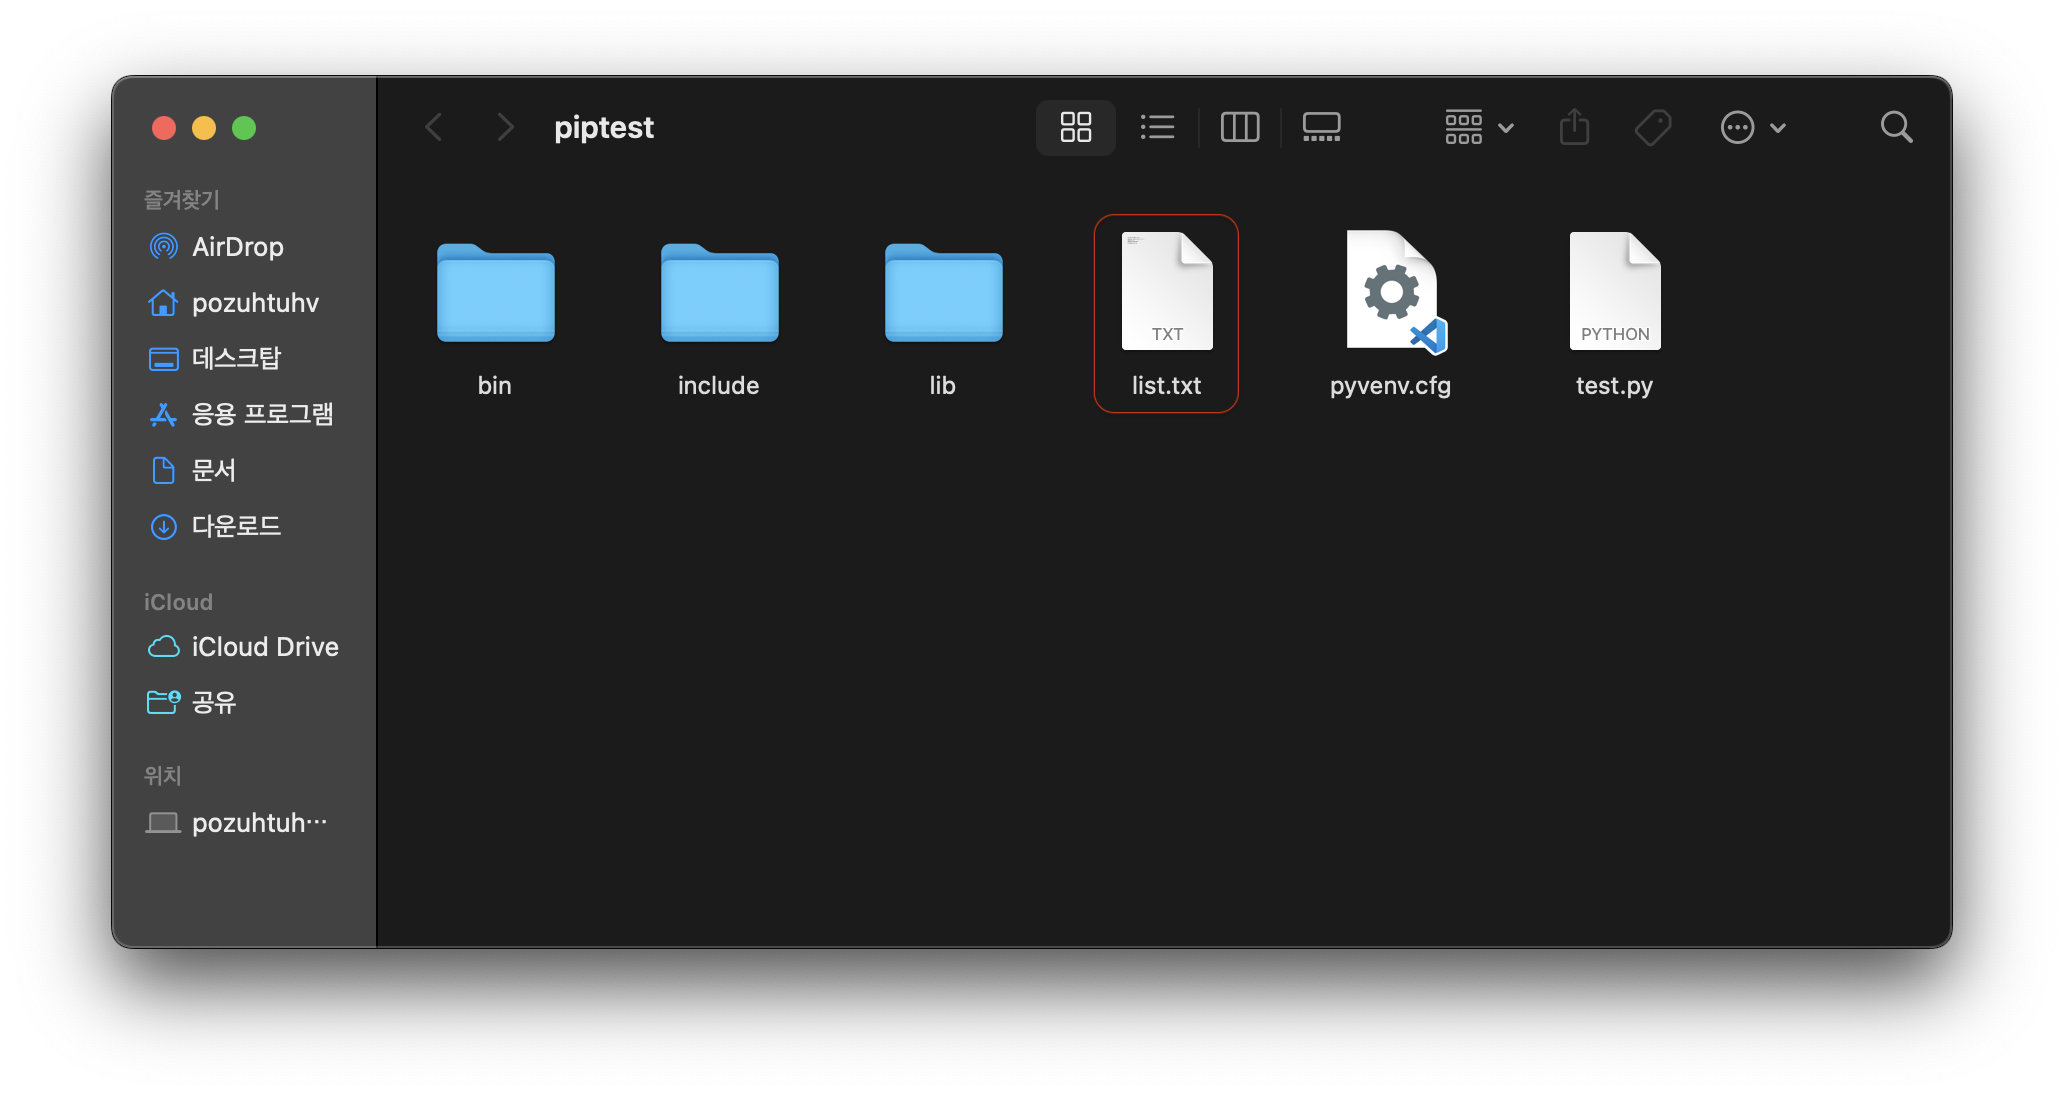 piptest
즐겨찾기
AirDrop
pozuhtuhv
데스크탑
응용 프로그램
문서
다운로드
iCloud
iCloud Drive
공유
위치
pozuhtuh…
TXT
PYTHON
bin
include
lib
list.txt
pyvenv.cfg
test.py